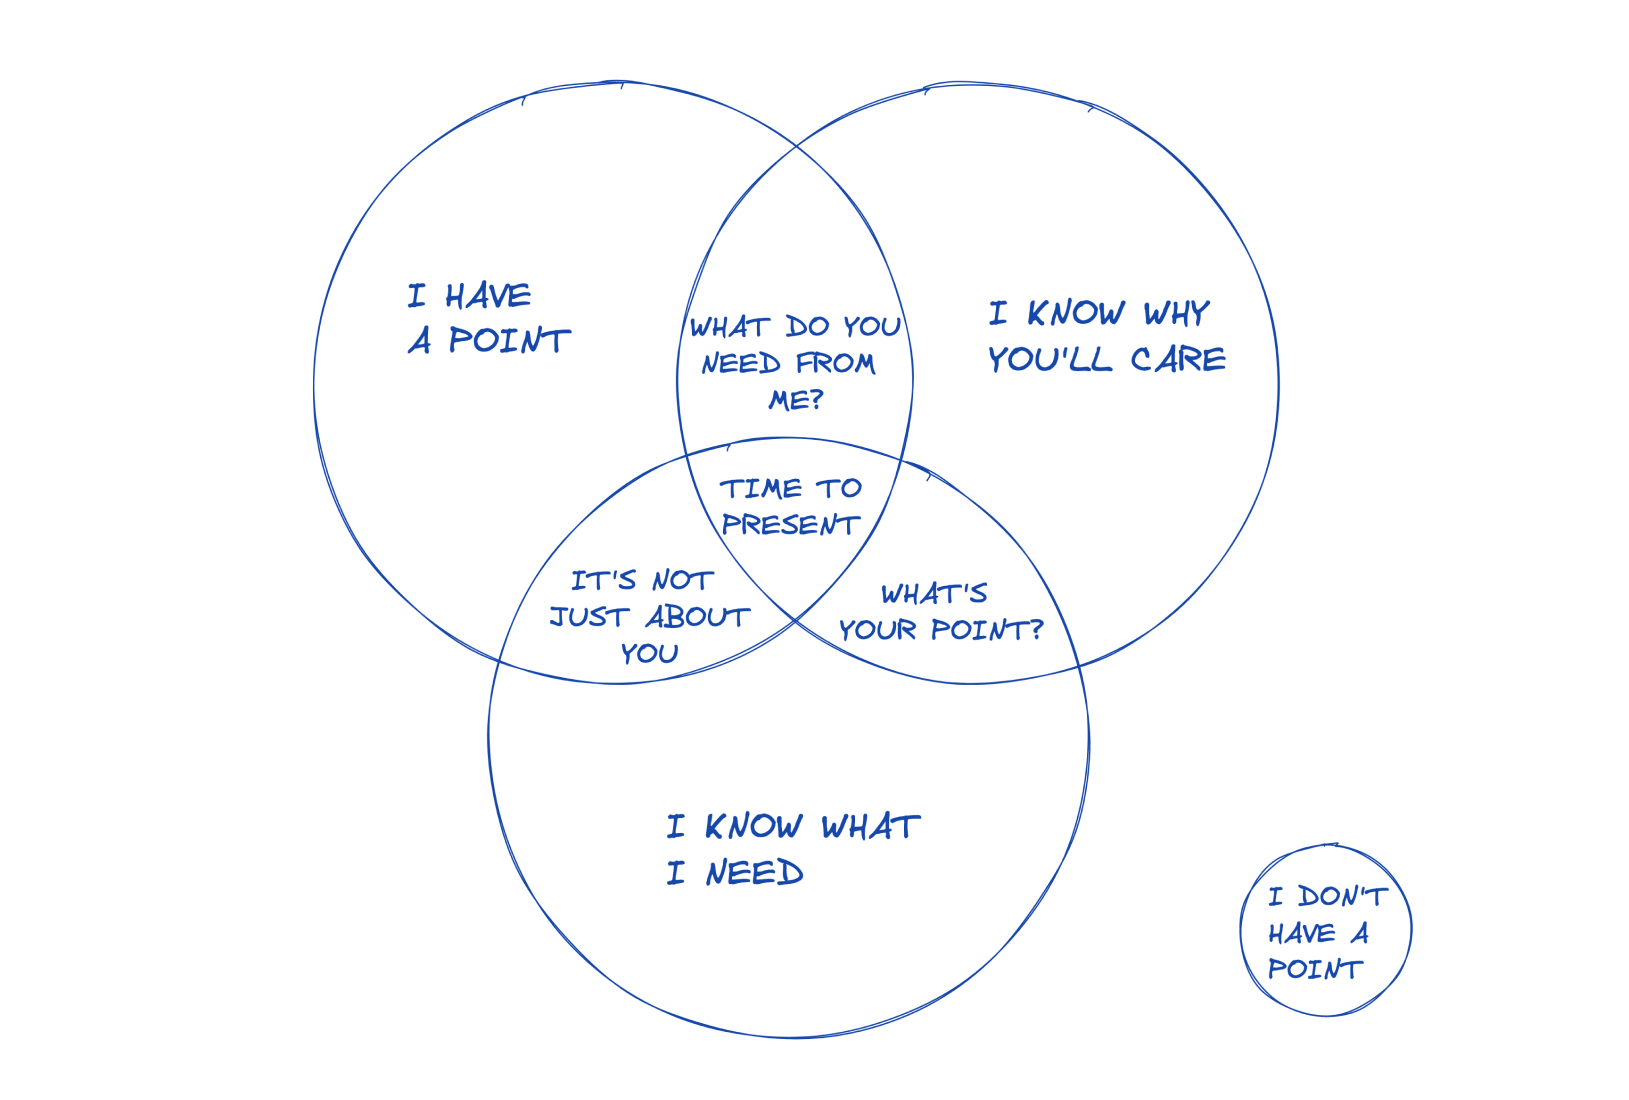 I HAVE
A POINT
I KNOW WHY
YOU'LL CARE
WHAT DO YOU
NEED FROM
ME?
TIME TO
PRESENT
IT'S NOT
JUST ABOUT
YOU
WHAT'S
YOUR POINT?
I KNOW WHAT
I NEED
I DON'T
HAVE A
POINT